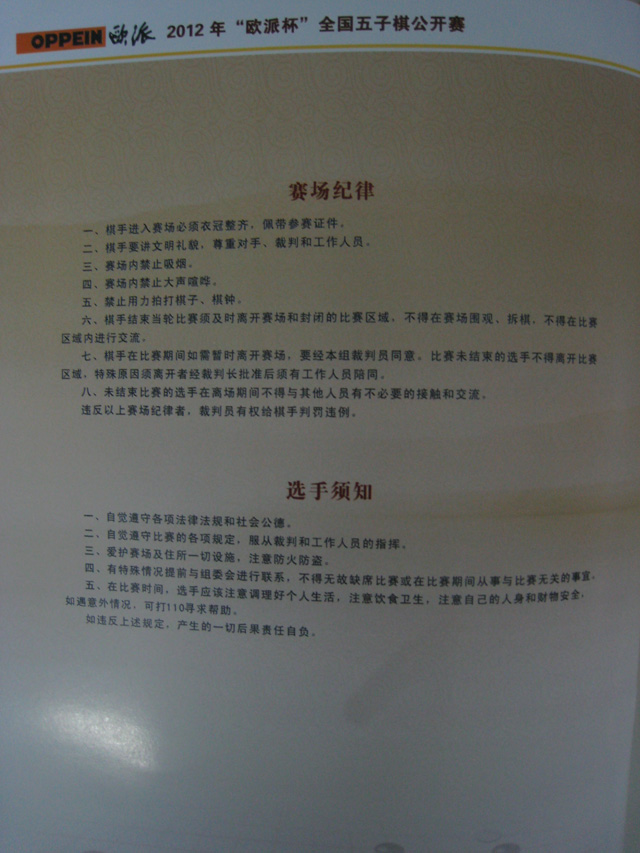 OPPEIN 欧派 2012年“欧派杯”全国五子棋公开赛
赛场纪律
一、棋手进入赛场必须衣冠整齐，佩带参赛证件。
二、棋手要讲文明礼貌，尊重对手、裁判和工作人员。
三、赛场内禁止吸烟。
四、赛场内禁止大声喧哗。
五、禁止用力拍打棋子、棋钟。
六、棋手结束当轮比赛须及时离开赛场和封闭的比赛区域，不得在赛场围观、拆棋，不得在比赛
区域内进行交流。
七、棋手在比赛期间如需暂时离开赛场，要经本组裁判员同意。比赛未结束的选手不得离开比赛
区域，特殊原因须离开者经裁判长批准后须有工作人员陪同。
八、未结束比赛的选手在离场期间不得与其他人员有不必要的接触和交流。
违反以上赛场纪律者，裁判员有权给棋手判罚违例。
选手须知
一、自觉遵守各项法律法规和社会公德。
二、自觉遵守比赛的各项规定，服从裁判和工作人员的指挥。
三、爱护赛场及住所一切设施，注意防火防盗。
四、有特殊情况提前与组委会进行联系，不得无故缺席比赛或在比赛期间从事与比赛无关的事宜。
五、在比赛时间，选手应该注意调理好个人生活，注意饮食卫生，注意自己的人身和财物安全，
如遇意外情况，可打110寻求帮助。
如违反上述规定，产生的一切后果责任自负。